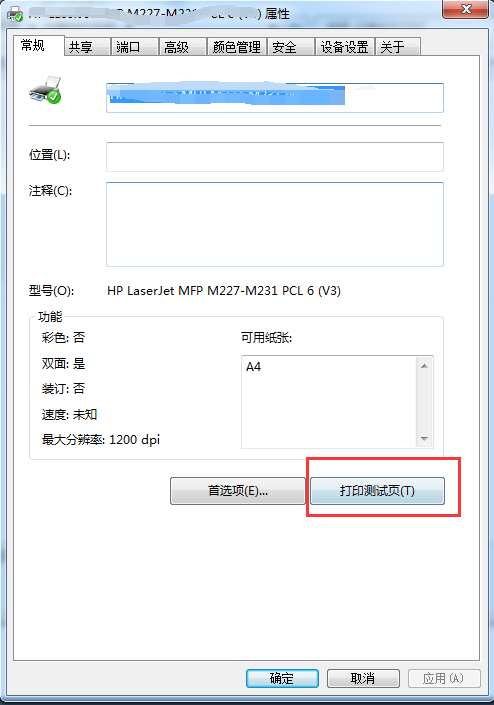 M227-M2 属性
常规 共享 端口 高级 颜色管理 安全 设备设置 关于
位置(L):
注释(C):
型号(O): HP LaserJet MFP M227-M231 PCL 6 (V3)
功能
彩色: 否 可用纸张:
双面: 是 A4
装订: 否
速度: 未知
最大分辨率: 1200 dpi
首选项(E)... 打印测试页(T)
确定 取消 应用(A)